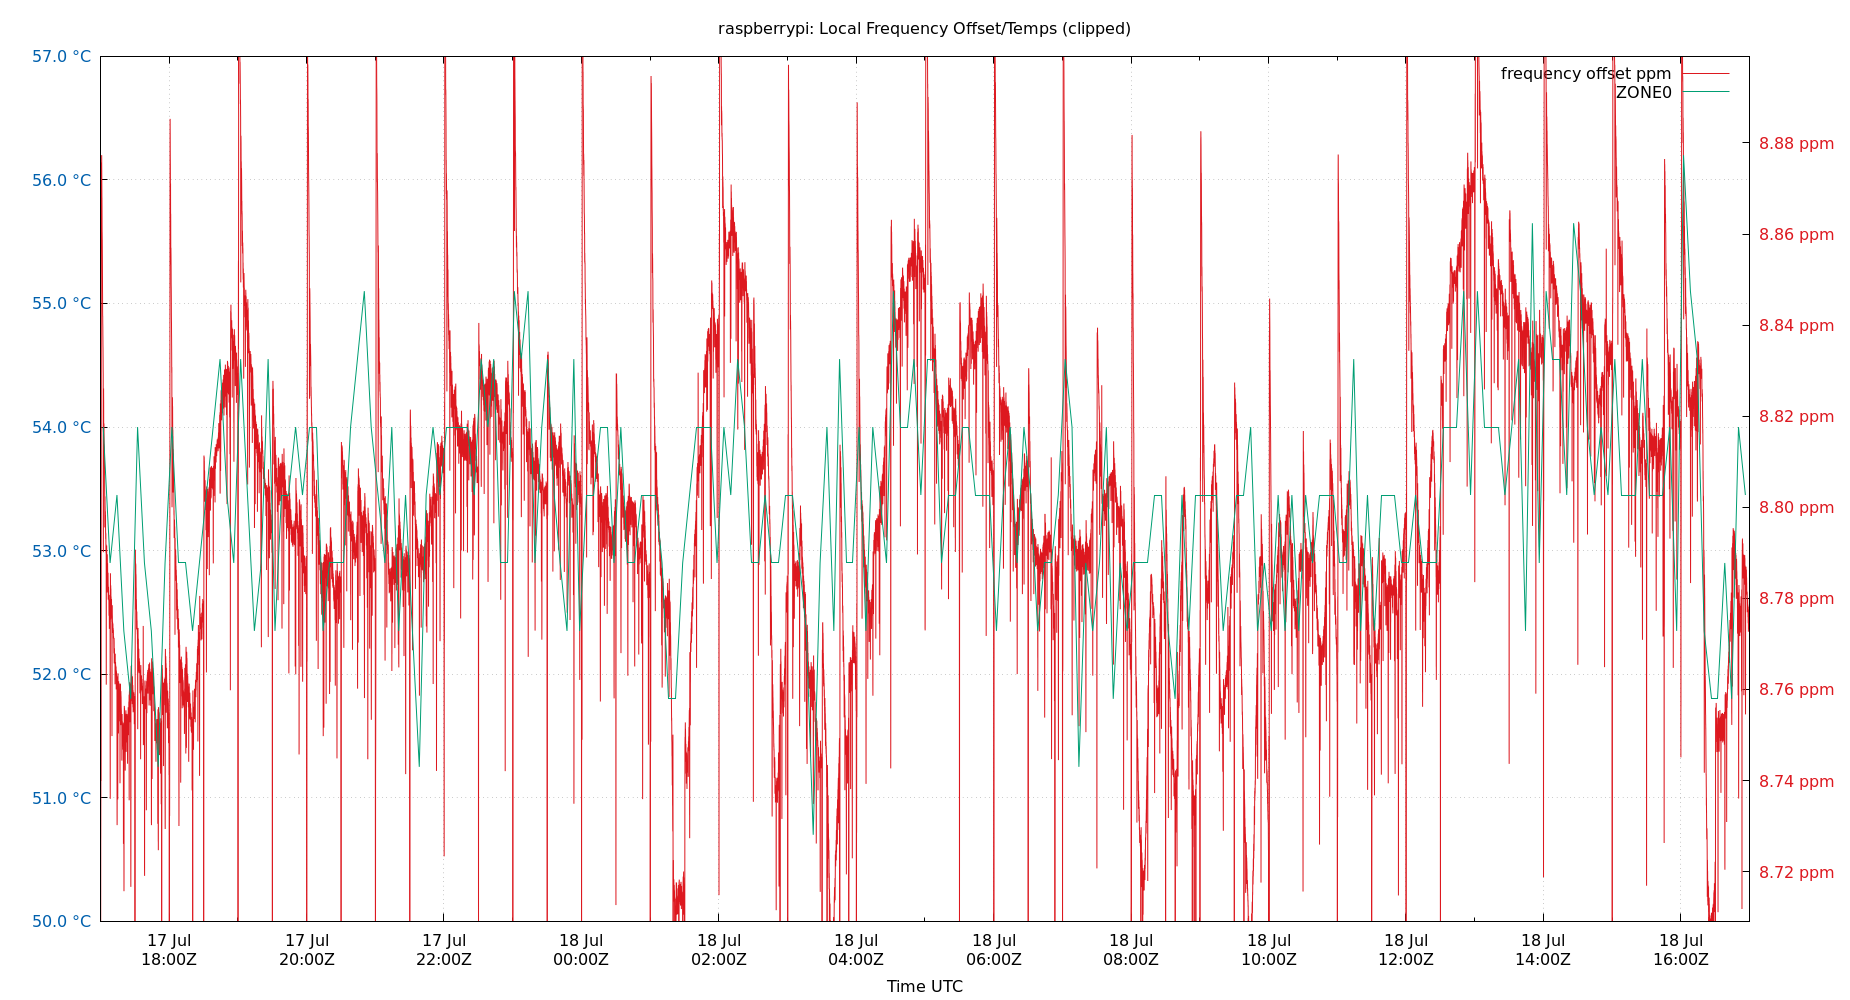 raspberrypi: Local Frequency Offset/Temps (clipped)
57.0 °C
56.0 °C
55.0 °C
54.0 °C
53.0 °C
52.0 °C
51.0 °C
50.0 °C
frequency offset ppm
ZONE0
8.88 ppm
8.86 ppm
8.84 ppm
8.82 ppm
8.80 ppm
8.78 ppm
8.76 ppm
8.74 ppm
8.72 ppm
17 Jul
18:00Z
17 Jul
20:00Z
17 Jul
22:00Z
18 Jul
00:00Z
18 Jul
02:00Z
18 Jul
04:00Z
18 Jul
06:00Z
18 Jul
08:00Z
18 Jul
10:00Z
18 Jul
12:00Z
18 Jul
14:00Z
18 Jul
16:00Z
Time UTC